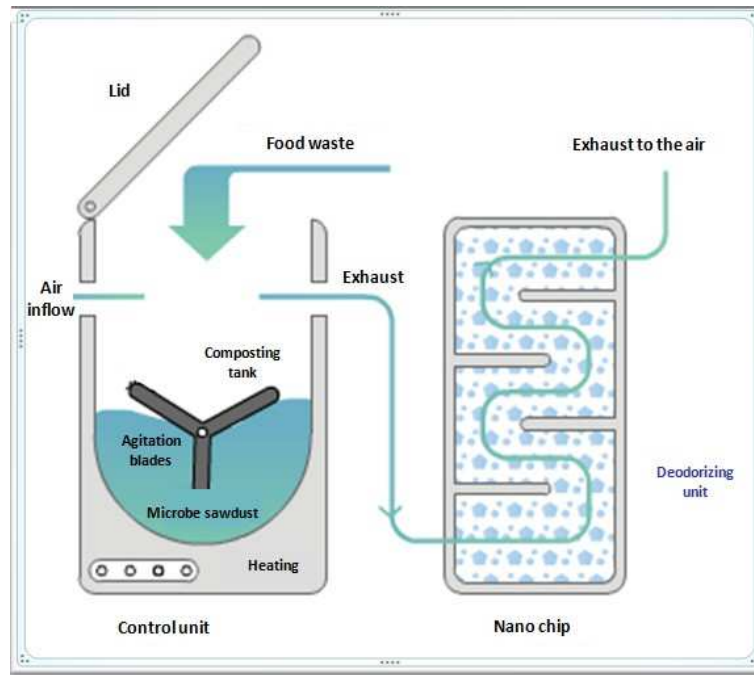 Lid
Food waste
Exhaust to the air
Air
inflow
Exhaust
Composting
tank
Agitation
blades
Microbe sawdust
Deodorizing
unit
Heating
Control unit
Nano chip